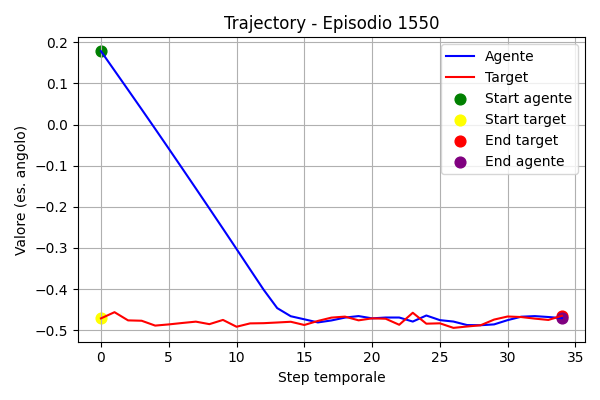 Trajectory - Episodio 1550
Valore (es. angolo)
0.2
0.1
0.0
−0.1
−0.2
−0.3
−0.4
−0.5
Agente
Target
Start agente
Start target
End target
End agente
0 5 10 15 20 25 30 35
Step temporale